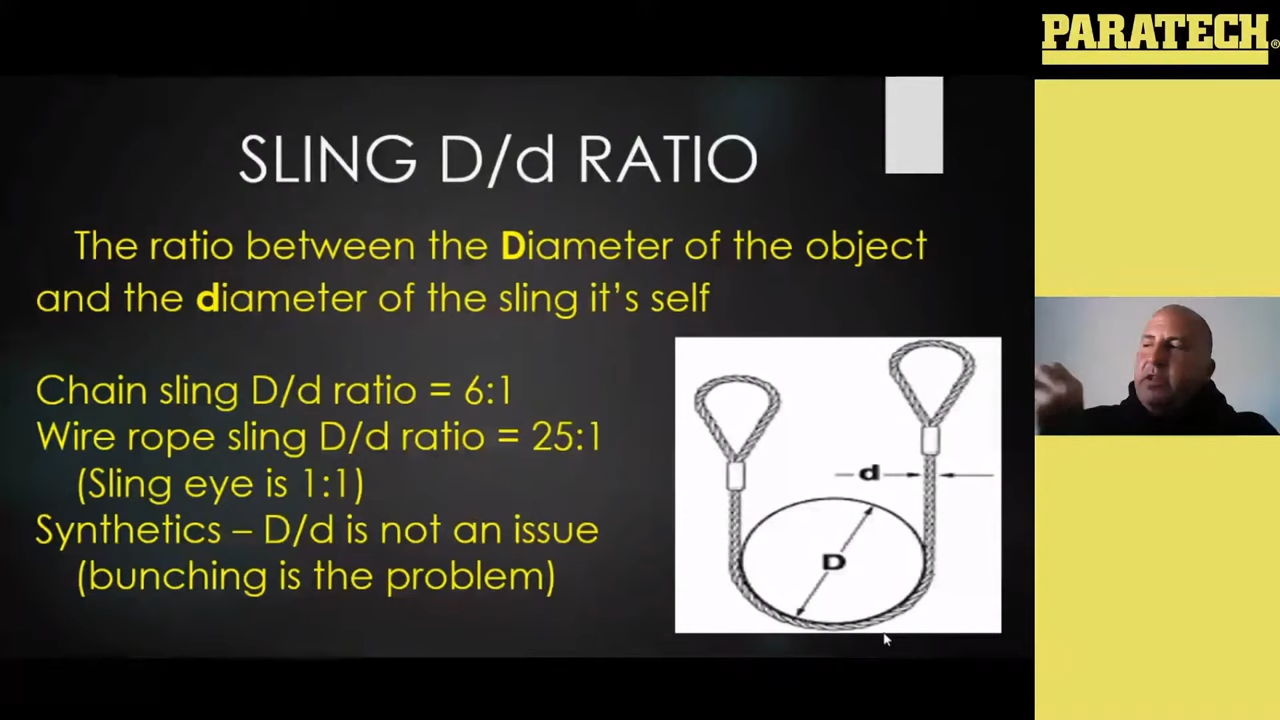 PARATECH®
SLING D/d RATIO
The ratio between the Diameter of the object
and the diameter of the sling it's self
Chain sling D/d ratio = 6:1
Wire rope sling D/d ratio = 25:1
(Sling eye is 1:1)
Synthetics – D/d is not an issue
(bunching is the problem)
d
D